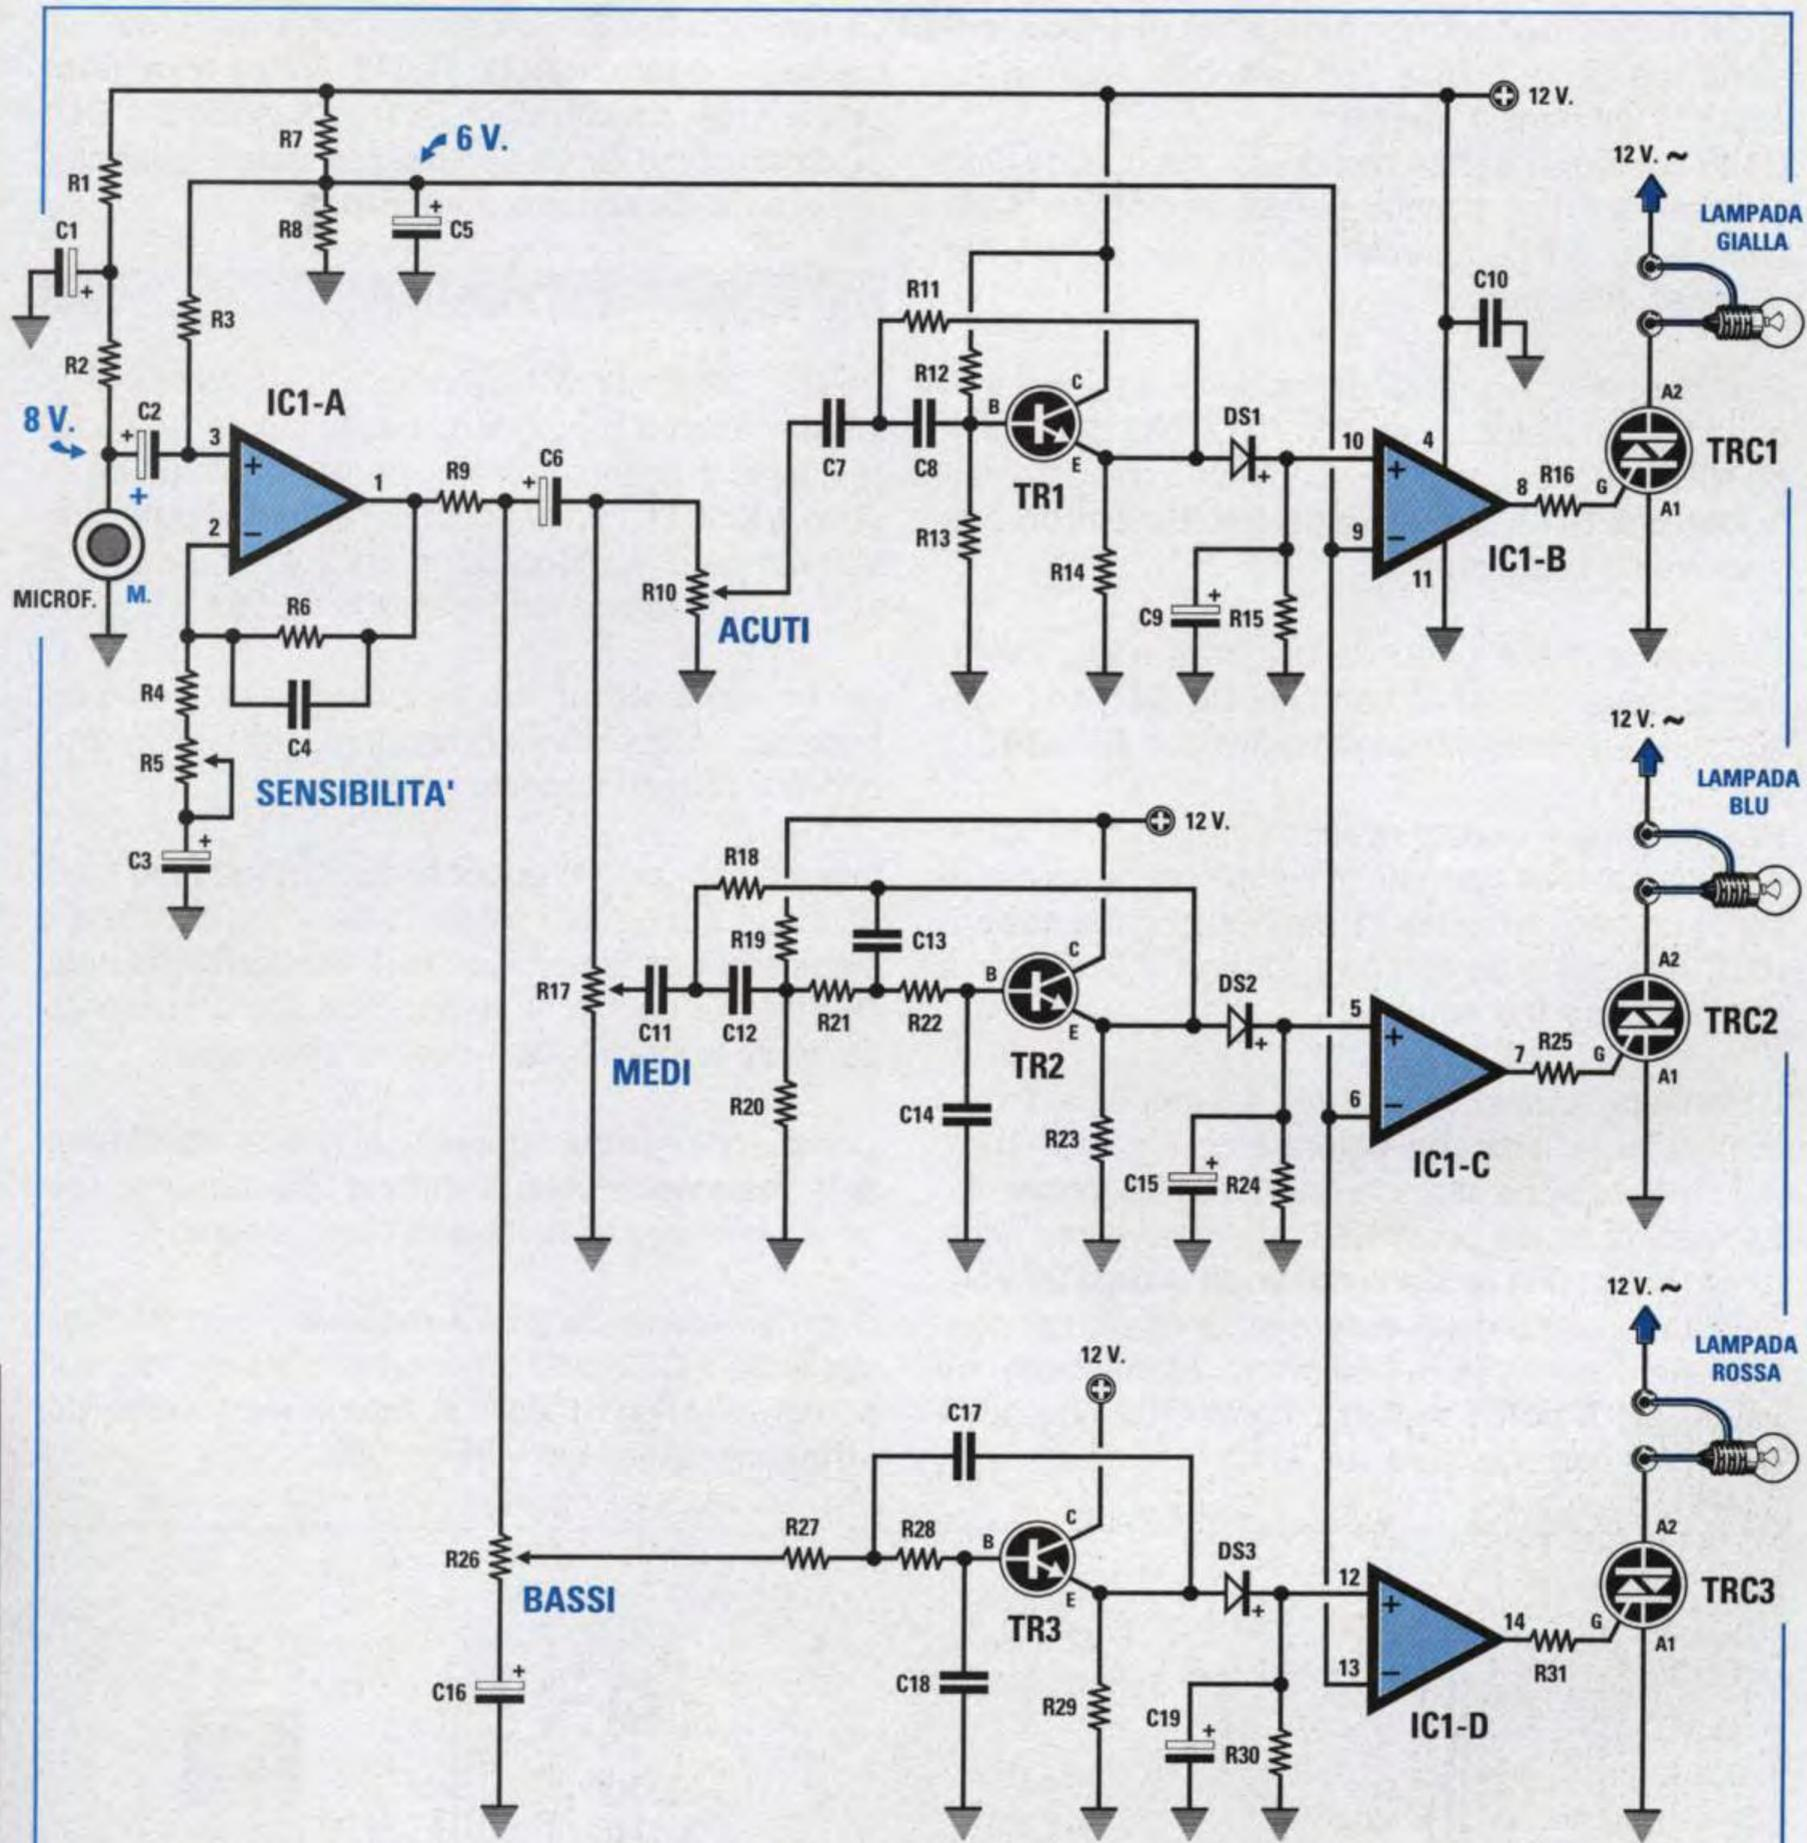 12 V.
R7
6 V.
12 V. ~
R1
LAMPADA
GIALLA
R8
C5
C1
C10
R11
R3
R2
R12
IC1-A
C
A2
8 V.
C2
B
DS1
3
+
10
4
+
C6
R9
1
+
C7
C8
E
TRC1
R16
8
G
TR1
2
9
A1
R13
IC1-B
R14
11
R10
MICROF.
M.
R6
C9
R15
ACUTI
R4
12 V. ~
C4
R5
LAMPADA
BLU
SENSIBILITA'
12 V.
C3
R18
R19
C13
C
A2
B
R17
DS2
5
C11
C12
R21
R22
E
TRC2
7
R25
G
MEDI
TR2
6
A1
R20
C14
R23
IC1-C
C15
R24
12 V. ~
LAMPADA
ROSSA
12 V.
C17
C
A2
R27
R28
B
R26
DS3
12
BASSI
E
TRC3
14
G
TR3
A1
13
R31
C16
C18
R29
C19
IC1-D
R30